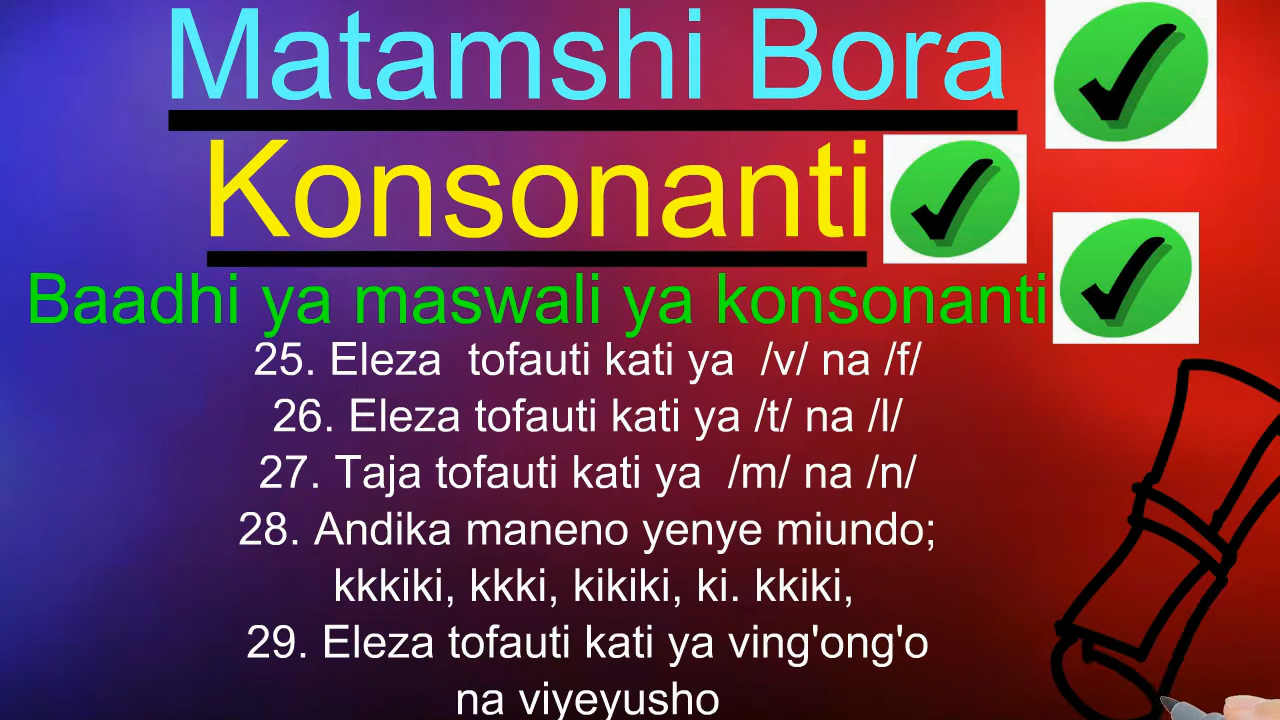 Matamshi Bora
Konsonanti
Baadhi ya maswali ya konsonanti
25. Eleza tofauti kati ya /v/ na /f/
26. Eleza tofauti kati ya /t/ na /l/
27. Taja tofauti kati ya /m/ na /n/
28. Andika maneno yenye miundo;
kkkiki, kkki, kikiki, ki. kkiki,
29. Eleza tofauti kati ya ving'ong'o
na viyeyusho